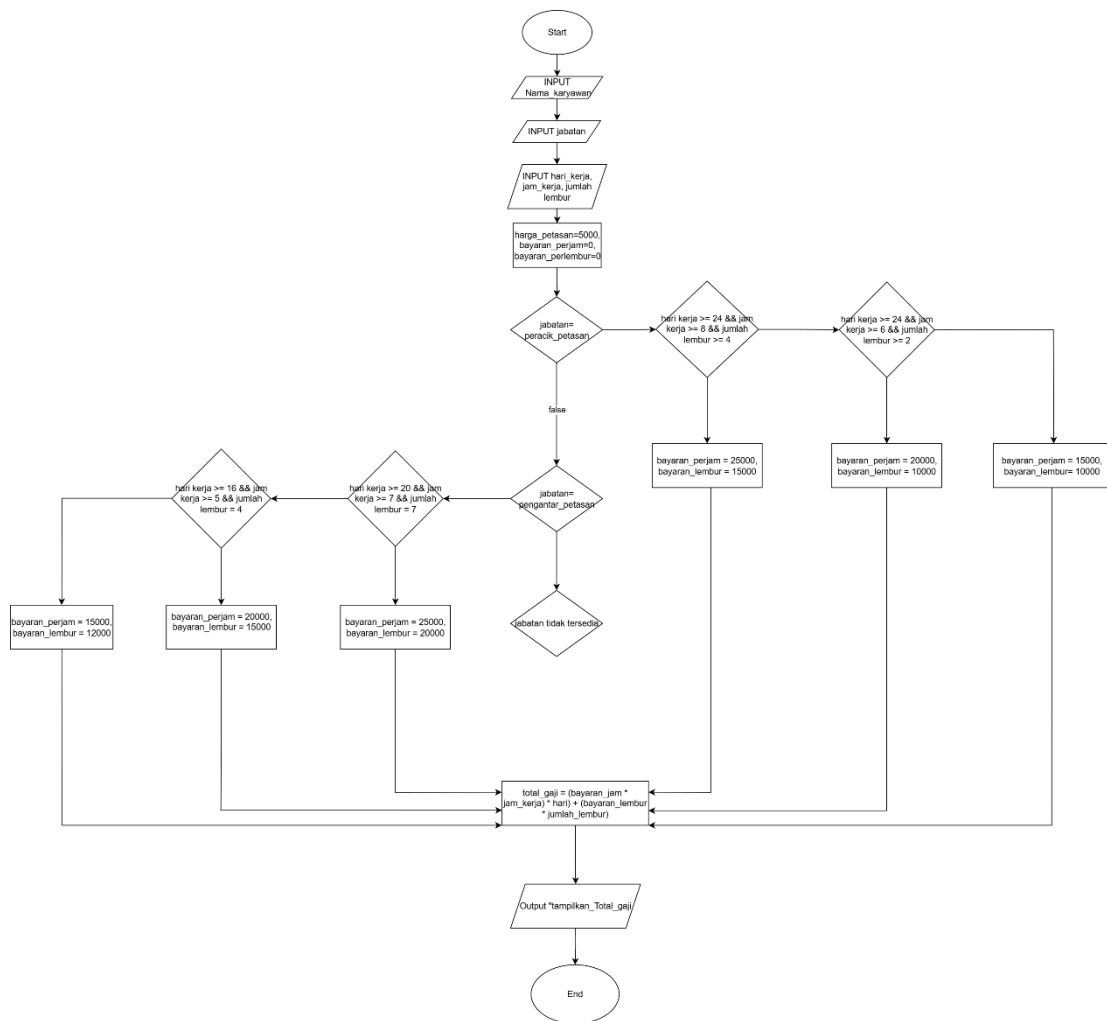 Start
INPUT
Nama_karyawan
INPUT jabatan
INPUT hari_kerja,
jam_kerja, jumlah
lembur
harga_petasan=5000,
bayaran_perjam=0,
bayaran_perlembur=0
jabatan=
peracik_petasan
hari kerja >= 24 && jam
kerja >= 8 && jumlah
lembur >= 4
hari kerja >= 24 && jam
kerja >= 6 && jumlah
lembur >= 2
false
bayaran_perjam = 25000,
bayaran_lembur = 15000
bayaran_perjam = 20000,
bayaran_lembur = 10000
bayaran_perjam = 15000,
bayaran_lembur= 10000
hari kerja >= 16 && jam
kerja >= 5 && jumlah
lembur = 4
hari kerja >= 20 && jam
kerja >= 7 && jumlah
lembur = 7
jabatan=
pengantar_petasan
bayaran_perjam = 15000,
bayaran_lembur = 12000
bayaran_perjam = 20000,
bayaran_lembur = 15000
bayaran_perjam = 25000,
bayaran_lembur = 20000
jabatan tidak tersedia
total_gaji = (bayaran_jam *
jam_kerja) * hari) + (bayaran_lembur
* jumlah_lembur)
Output "tampilkan_Total_gaji
End